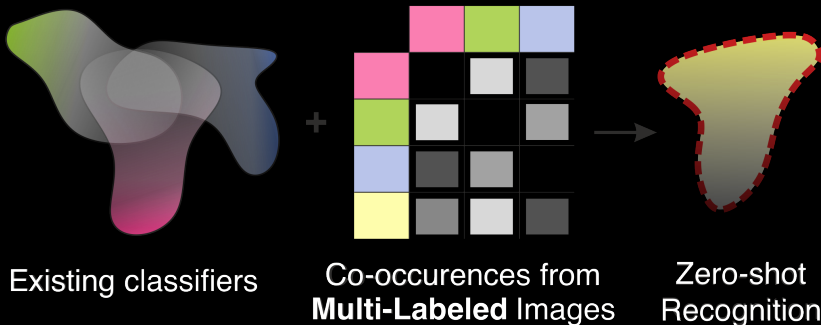 +
Existing classifiers
Co-occurences from
Multi-Labeled Images
Zero-shot
Recognition